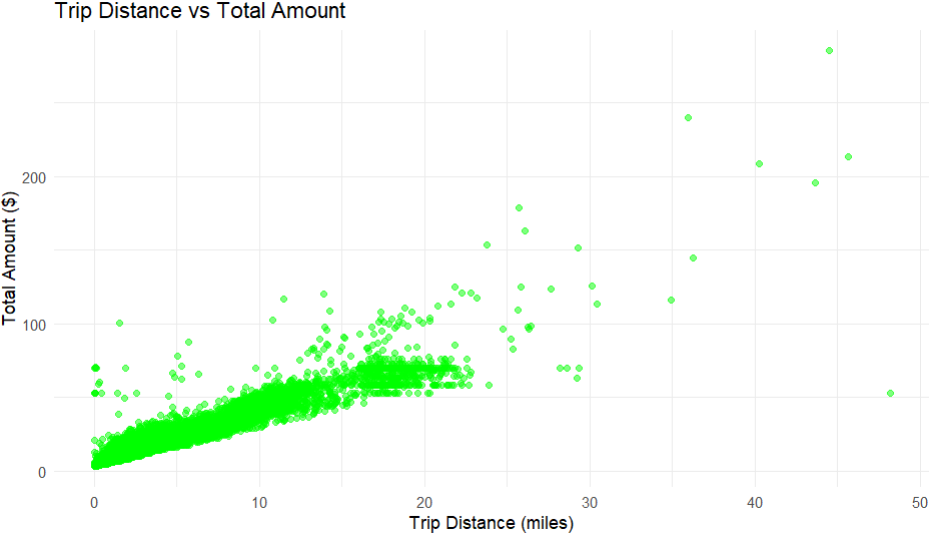 Trip Distance vs Total Amount
Total Amount ($)
200
100
0
0 10 20 30 40 50
Trip Distance (miles)